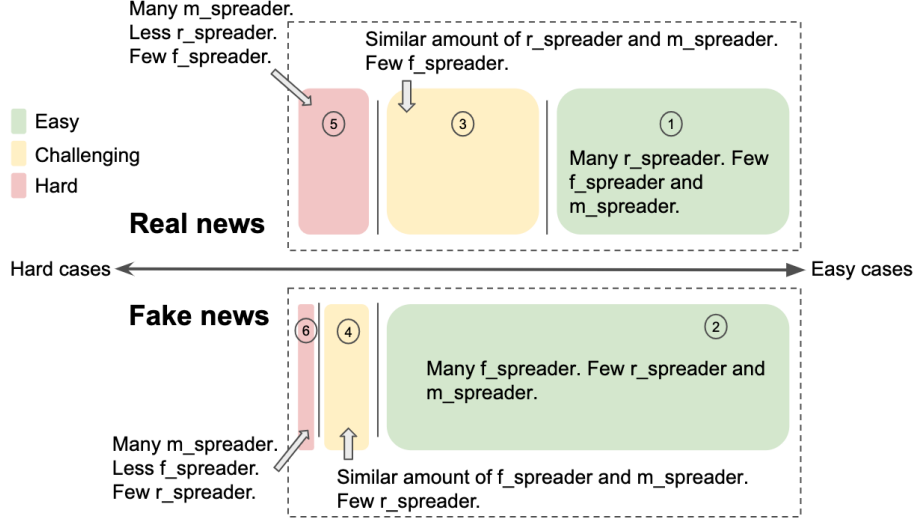 Many m_spreader.
Less r_spreader.
Few f_spreader.
Similar amount of r_spreader and m_spreader.
Few f_spreader.
Easy
Challenging
Hard
5
3
1
Many r_spreader. Few
f_spreader and
m_spreader.
Real news
Hard cases
Easy cases
Fake news
6
4
2
Many f_spreader. Few r_spreader and
m_spreader.
Many m_spreader.
Less f_spreader.
Few r_spreader.
Similar amount of f_spreader and m_spreader.
Few r_spreader.